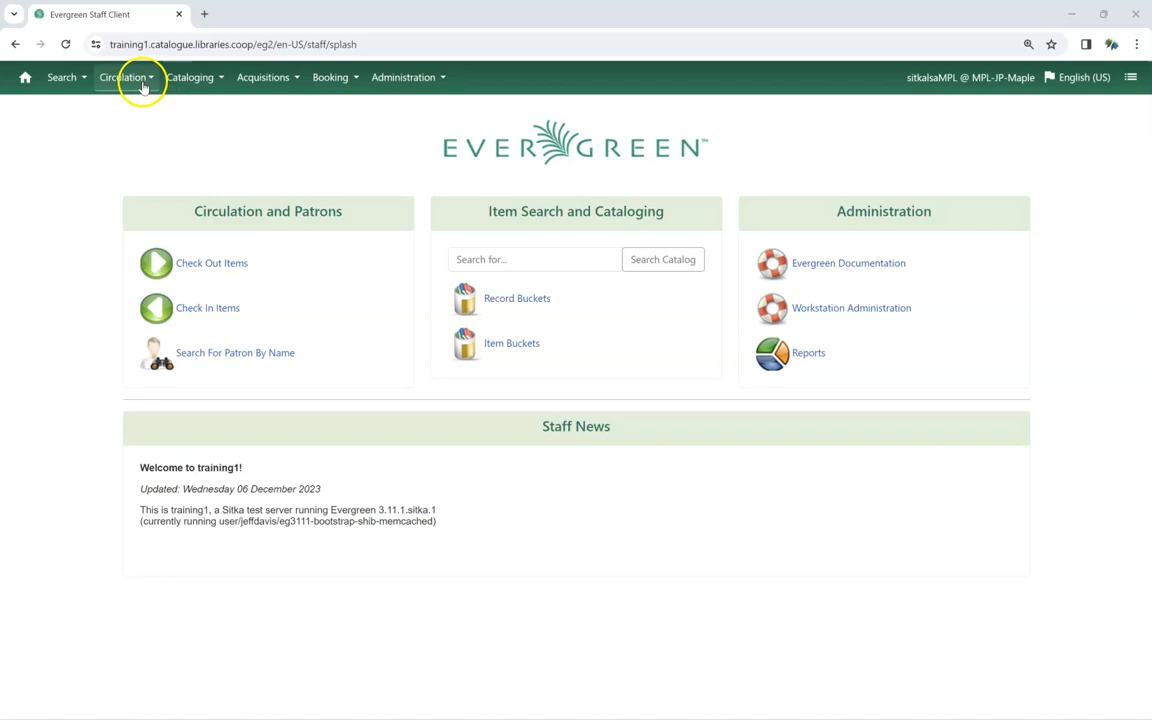 Evergreen Staff Client
training1.catalogue.libraries.coop/eg2/en-US/staff/splash
Search Circulation Cataloging Acquisitions Booking Administration sitkalsaMPL @ MPL-JP-Maple English (US)
EVERGREEN™
Circulation and Patrons
Check Out Items
Check In Items
Search For Patron By Name
Item Search and Cataloging
Search for... Search Catalog
Record Buckets
Item Buckets
Administration
Evergreen Documentation
Workstation Administration
Reports
Staff News
Welcome to training1!
Updated: Wednesday 06 December 2023
This is training1, a Sitka test server running Evergreen 3.11.1.sitka.1
(currently running user/jeffdavis/eg3111-bootstrap-shib-memcached)